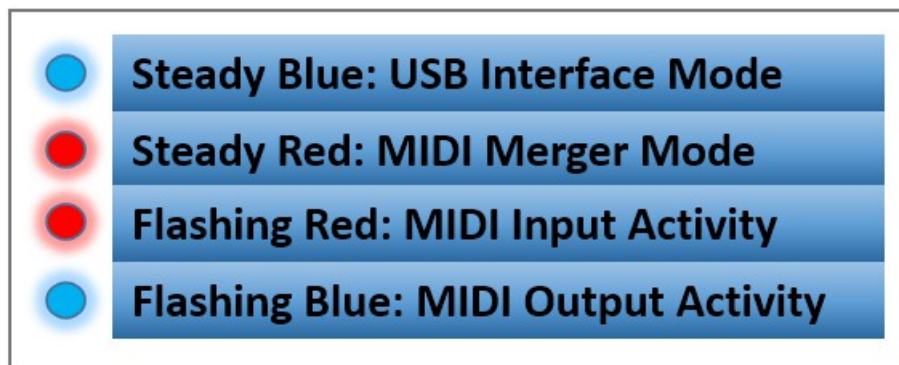 Steady Blue: USB Interface Mode
Steady Red: MIDI Merger Mode
Flashing Red: MIDI Input Activity
Flashing Blue: MIDI Output Activity